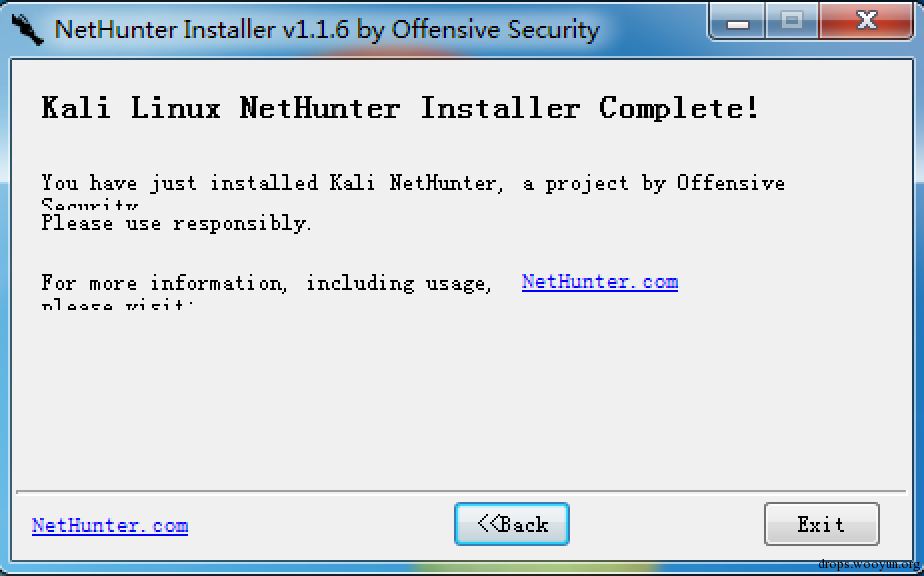 NetHunter Installer v1.1.6 by Offensive Security
Kali Linux NetHunter Installer Complete!
You have just installed Kali NetHunter, a project by Offensive
Security
Please use responsibly.
For more information, including usage, NetHunter.com
please visit:
NetHunter.com
<<Back
Exit
drops.wooyun.org